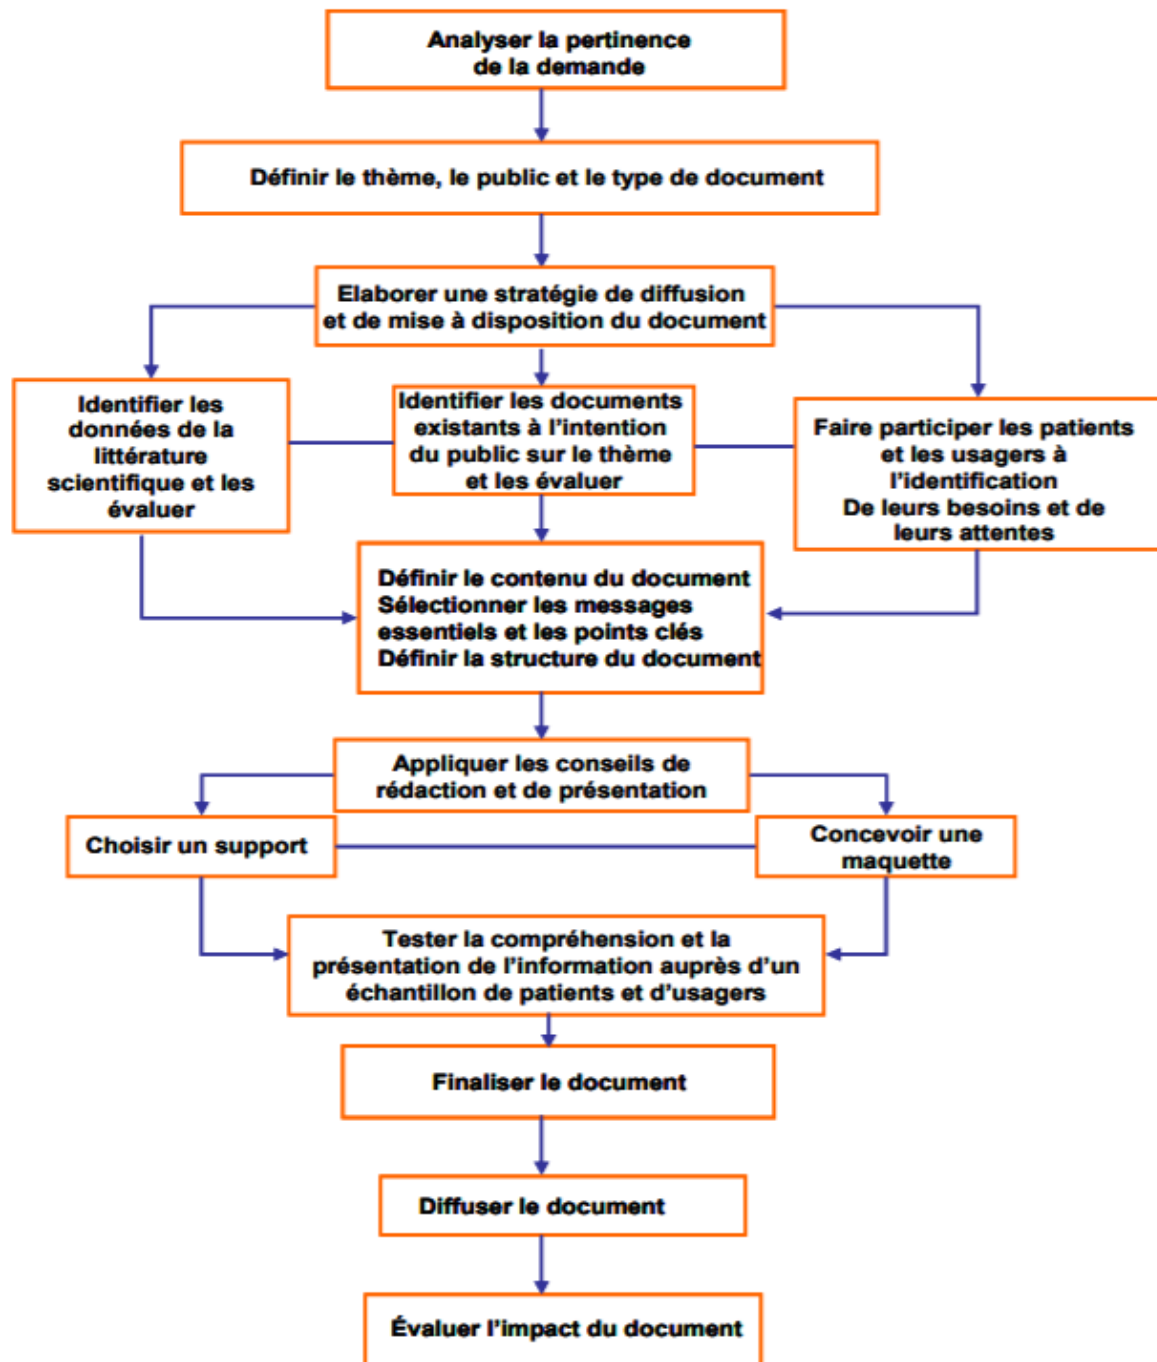 Analyser la pertinence
de la demande
Définir le thème, le public et le type de document
Elaborer une stratégie de diffusion
et de mise à disposition du document
Identifier les
données de la
littérature
scientifique et les
évaluer
Identifier les documents
existants à l'intention
du public sur le thème
et les évaluer
Faire participer les patients
et les usagers à
l'identification
De leurs besoins et de
leurs attentes
Définir le contenu du document
Sélectionner les messages
essentiels et les points clés
Définir la structure du document
Appliquer les conseils de
rédaction et de présentation
Choisir un support
Concevoir une
maquette
Tester la compréhension et la
présentation de l'information auprès d'un
échantillon de patients et d'usagers
Finaliser le document
Diffuser le document
Évaluer l'impact du document